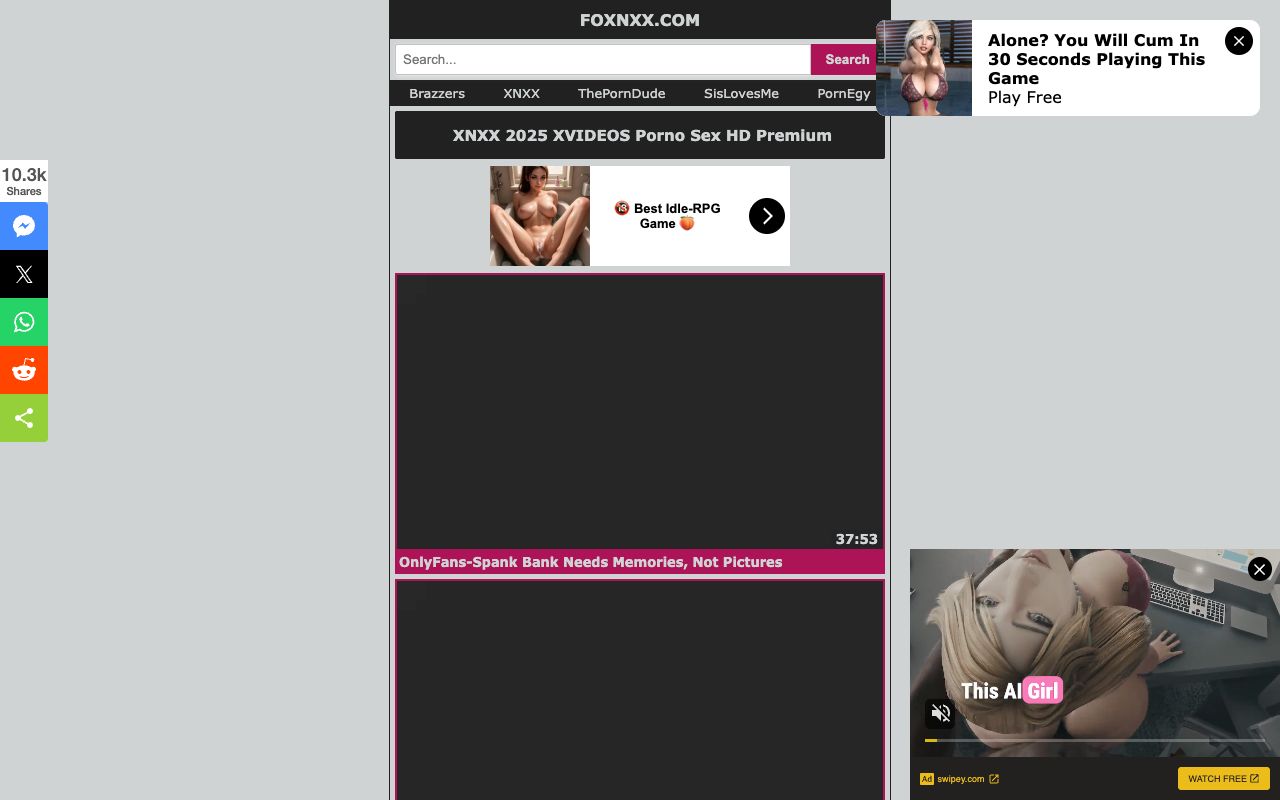 FOXNXX.COM
Search...
Search
Brazzers XNXX ThePornDude SisLovesMe PornEgy
XNXX 2025 XVIDEOS Porno Sex HD Premium
Alone? You Will Cum In
30 Seconds Playing This
Game
Play Free
10.3k
Shares
🔞 Best Idle-RPG
Game 🍑
37:53
OnlyFans-Spank Bank Needs Memories, Not Pictures
This AI Girl
Ad swipey.com
WATCH FREE